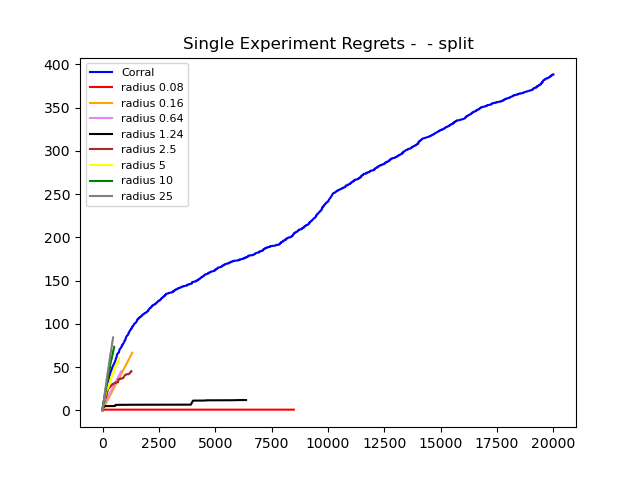 Single Experiment Regrets -  - split
400
350
300
250
200
150
100
50
0
Corral
radius 0.08
radius 0.16
radius 0.64
radius 1.24
radius 2.5
radius 5
radius 10
radius 25
0 2500 5000 7500 10000 12500 15000 17500 20000